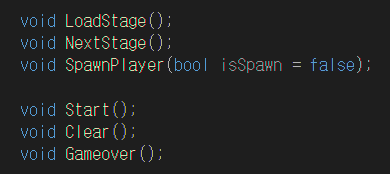 void LoadStage();
void NextStage();
void SpawnPlayer(bool isSpawn = false);
void Start();
void Clear();
void Gameover();